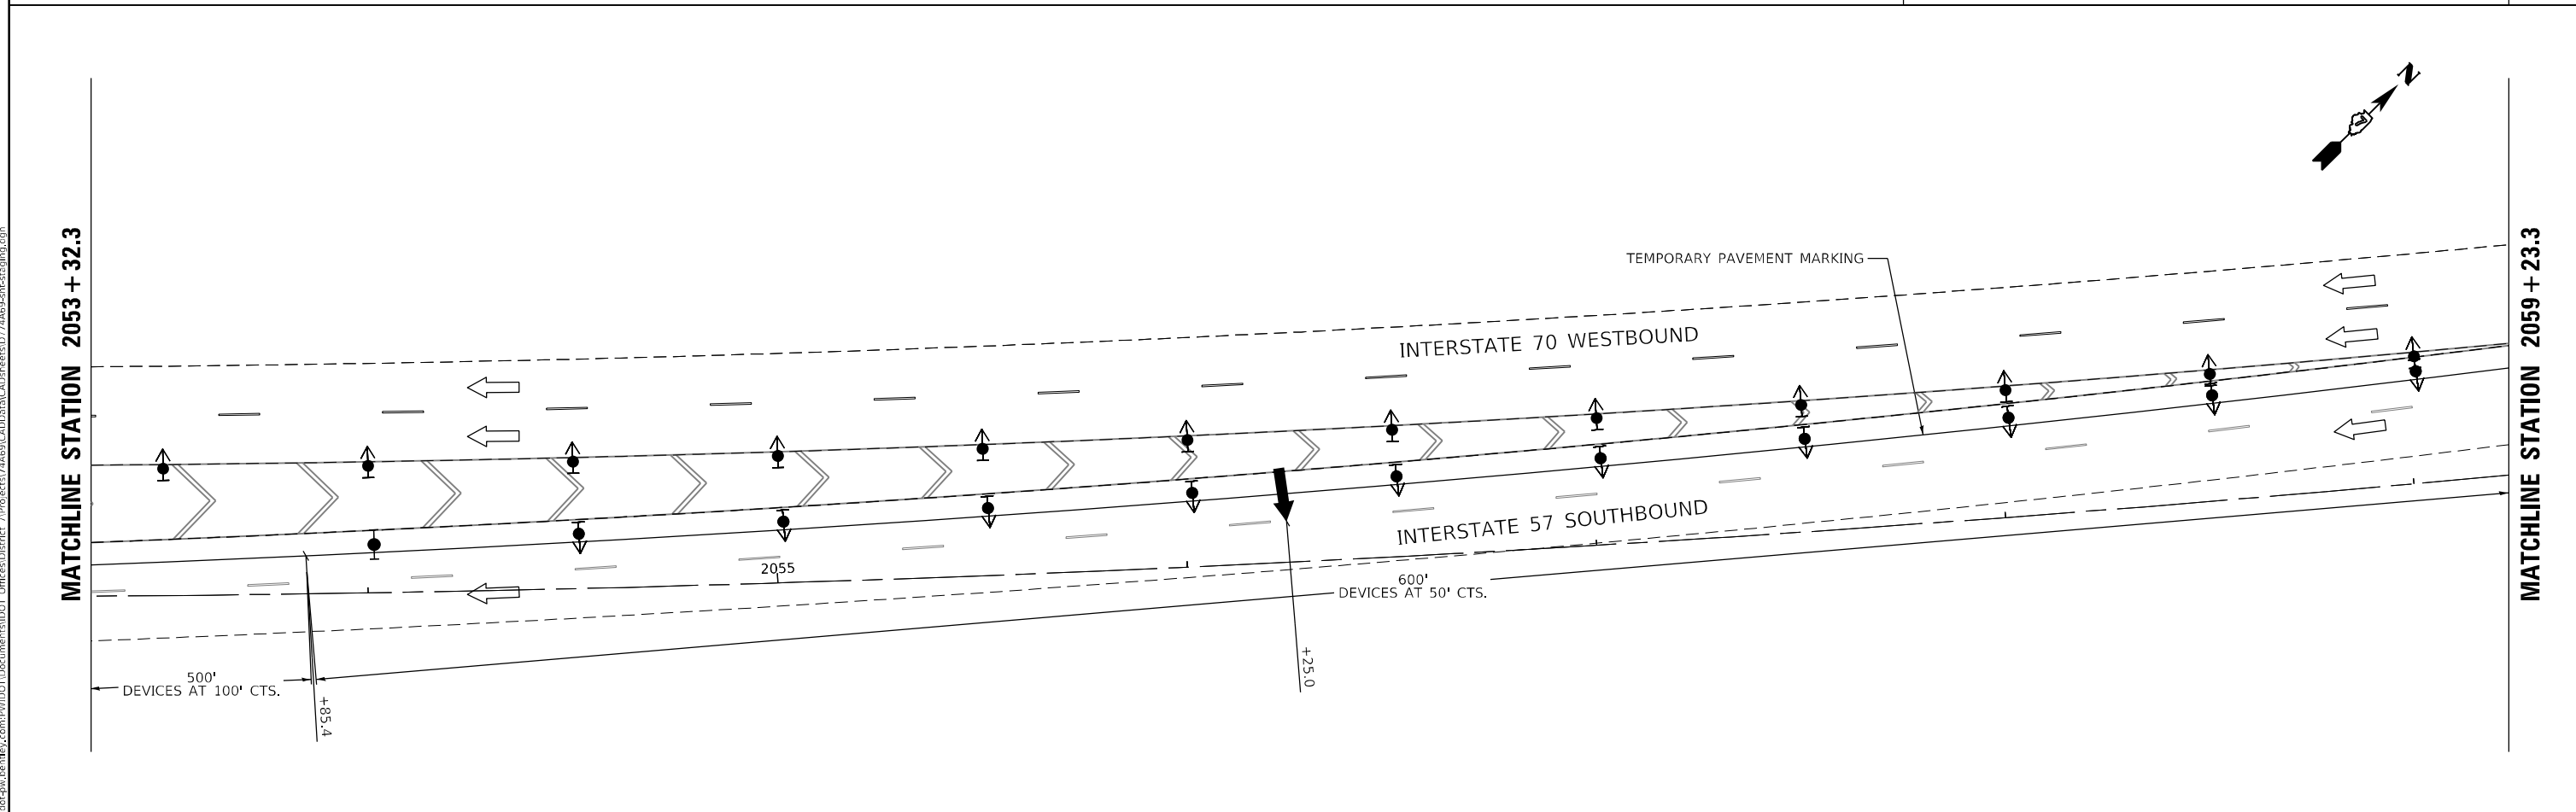 MATCHLINE STATION 2053+32.3
N
TEMPORARY PAVEMENT MARKING
INTERSTATE 70 WESTBOUND
INTERSTATE 57 SOUTHBOUND
2055
600'
DEVICES AT 50' CTS.
500'
DEVICES AT 100' CTS.
+85.4
+25.0
MATCHLINE STATION 2059+23.3